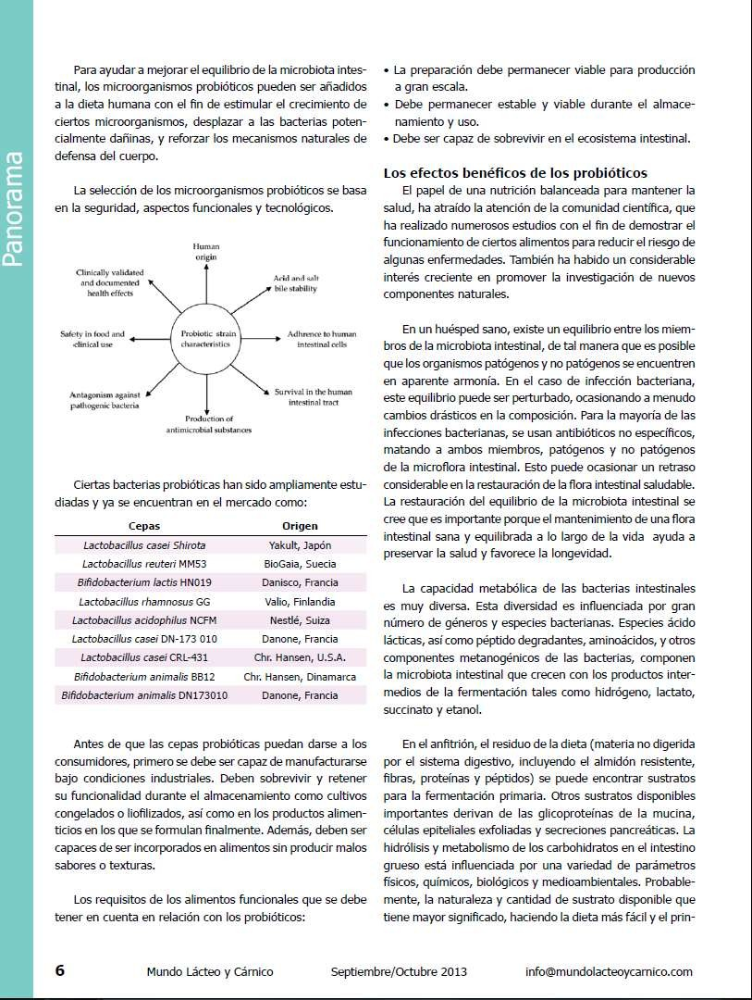 Panorama
Para ayudar a mejorar el equilibrio de la microbiota intes-
tinal, los microorganismos probióticos pueden ser añadidos
a la dieta humana con el fin de estimular el crecimiento de
ciertos microorganismos, desplazar a las bacterias poten-
cialmente dañinas, y reforzar los mecanismos naturales de
defensa del cuerpo.
La selección de los microorganismos probióticos se basa
en la seguridad, aspectos funcionales y tecnológicos.
Human
origin
Acid and salt
bile stability
Adhrence to human
intestinal cells
Survival in the human
intestinal tract
Production of
antimicrobial substances
Antagonism against
pathogenic bacteria
Safety in food and
clinical use
Clinically validated
and documented
health effects
Probiotic strain
characteristics
Ciertas bacterias probióticas han sido ampliamente estu-
diadas y ya se encuentran en el mercado como:
Cepas Origen
Lactobacillus casei Shirota Yakult, Japón
Lactobacillus reuteri MM53 BioGaia, Suecia
Bifidobacterium lactis HN019 Danisco, Francia
Lactobacillus rhamnosus GG Valio, Finlandia
Lactobacillus acidophilus NCFM Nestlé, Suiza
Lactobacillus casei DN-173 010 Danone, Francia
Lactobacillus casei CRL-431 Chr. Hansen, U.S.A.
Bifidobacterium animalis BB12 Chr. Hansen, Dinamarca
Bifidobacterium animalis DN173010 Danone, Francia
Antes de que las cepas probióticas puedan darse a los
consumidores, primero se debe ser capaz de manufacturarse
bajo condiciones industriales. Deben sobrevivir y retener
su funcionalidad durante el almacenamiento como cultivos
congelados o liofilizados, así como en los productos alimen-
ticios en los que se formulan finalmente. Además, deben ser
capaces de ser incorporados en alimentos sin producir malos
sabores o texturas.
Los requisitos de los alimentos funcionales que se debe
tener en cuenta en relación con los probióticos:
• La preparación debe permanecer viable para producción
a gran escala.
• Debe permanecer estable y viable durante el almace-
namiento y uso.
• Debe ser capaz de sobrevivir en el ecosistema intestinal.
Los efectos benéficos de los probióticos
El papel de una nutrición balanceada para mantener la
salud, ha atraído la atención de la comunidad científica, que
ha realizado numerosos estudios con el fin de demostrar el
funcionamiento de ciertos alimentos para reducir el riesgo de
algunas enfermedades. También ha habido un considerable
interés creciente en promover la investigación de nuevos
componentes naturales.
En un huésped sano, existe un equilibrio entre los miem-
bros de la microbiota intestinal, de tal manera que es posible
que los organismos patógenos y no patógenos se encuentren
en aparente armonía. En el caso de infección bacteriana,
este equilibrio puede ser perturbado, ocasionando a menudo
cambios drásticos en la composición. Para la mayoría de las
infecciones bacterianas, se usan antibióticos no específicos,
matando a ambos miembros, patógenos y no patógenos
de la microflora intestinal. Esto puede ocasionar un retraso
considerable en la restauración de la flora intestinal saludable.
La restauración del equilibrio de la microbiota intestinal se
cree que es importante porque el mantenimiento de una flora
intestinal sana y equilibrada a lo largo de la vida ayuda a
preservar la salud y favorece la longevidad.
La capacidad metabólica de las bacterias intestinales
es muy diversa. Esta diversidad es influenciada por gran
número de géneros y especies bacterianas. Especies ácido
lácticas, así como péptido degradantes, aminoácidos, y otros
componentes metanogénicos de las bacterias, componen
la microbiota intestinal que crecen con los productos inter-
medios de la fermentación tales como hidrógeno, lactato,
succinato y etanol.
En el anfitrión, el residuo de la dieta (materia no digerida
por el sistema digestivo, incluyendo el almidón resistente,
fibras, proteínas y péptidos) se puede encontrar sustratos
para la fermentación primaria. Otros sustratos disponibles
importantes derivan de las glicoproteínas de la mucina,
células epiteliales exfoliadas y secreciones pancreáticas. La
hidrólisis y metabolismo de los carbohidratos en el intestino
grueso está influenciada por una variedad de parámetros
físicos, químicos, biológicos y medioambientales. Probable-
mente, la naturaleza y cantidad de sustrato disponible que
tiene mayor significado, haciendo la dieta más fácil y el prin-
6 Mundo Lácteo y Cárnico Septiembre/Octubre 2013 info@mundolacteoycarnico.com